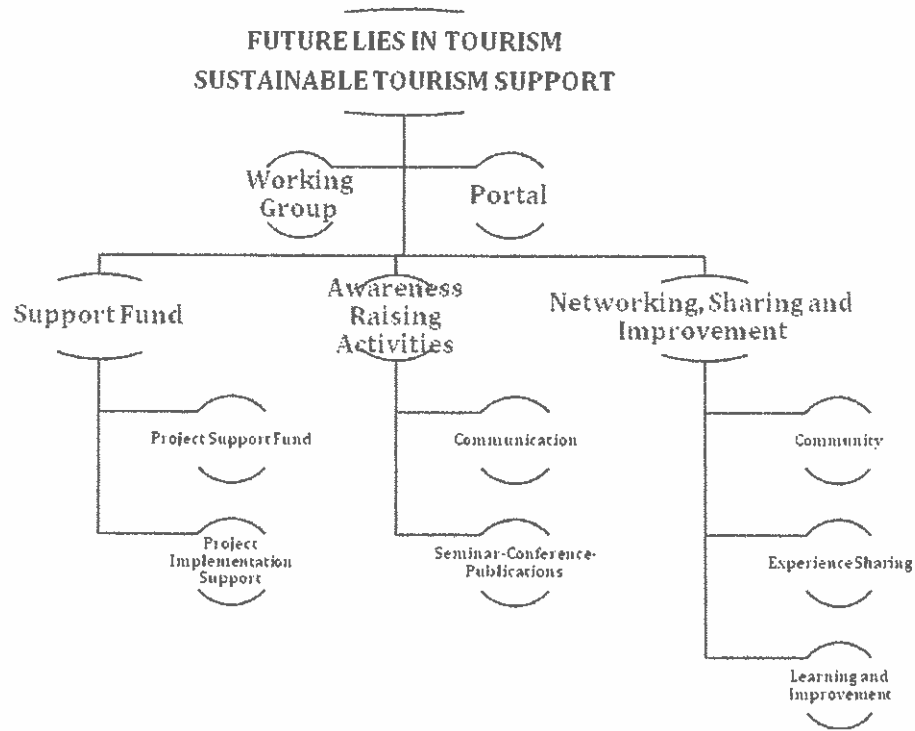 FUTURE LIES IN TOURISM
SUSTAINABLE TOURISM SUPPORT
Working
Group
Portal
Support Fund
Awareness
Raising
Activities
Networking, Sharing and
Improvement
Project Support Fund
Communication
Community
Project
Implementation
Support
Seminar-Conference-
Publications
Experience Sharing
Learning and
Improvement